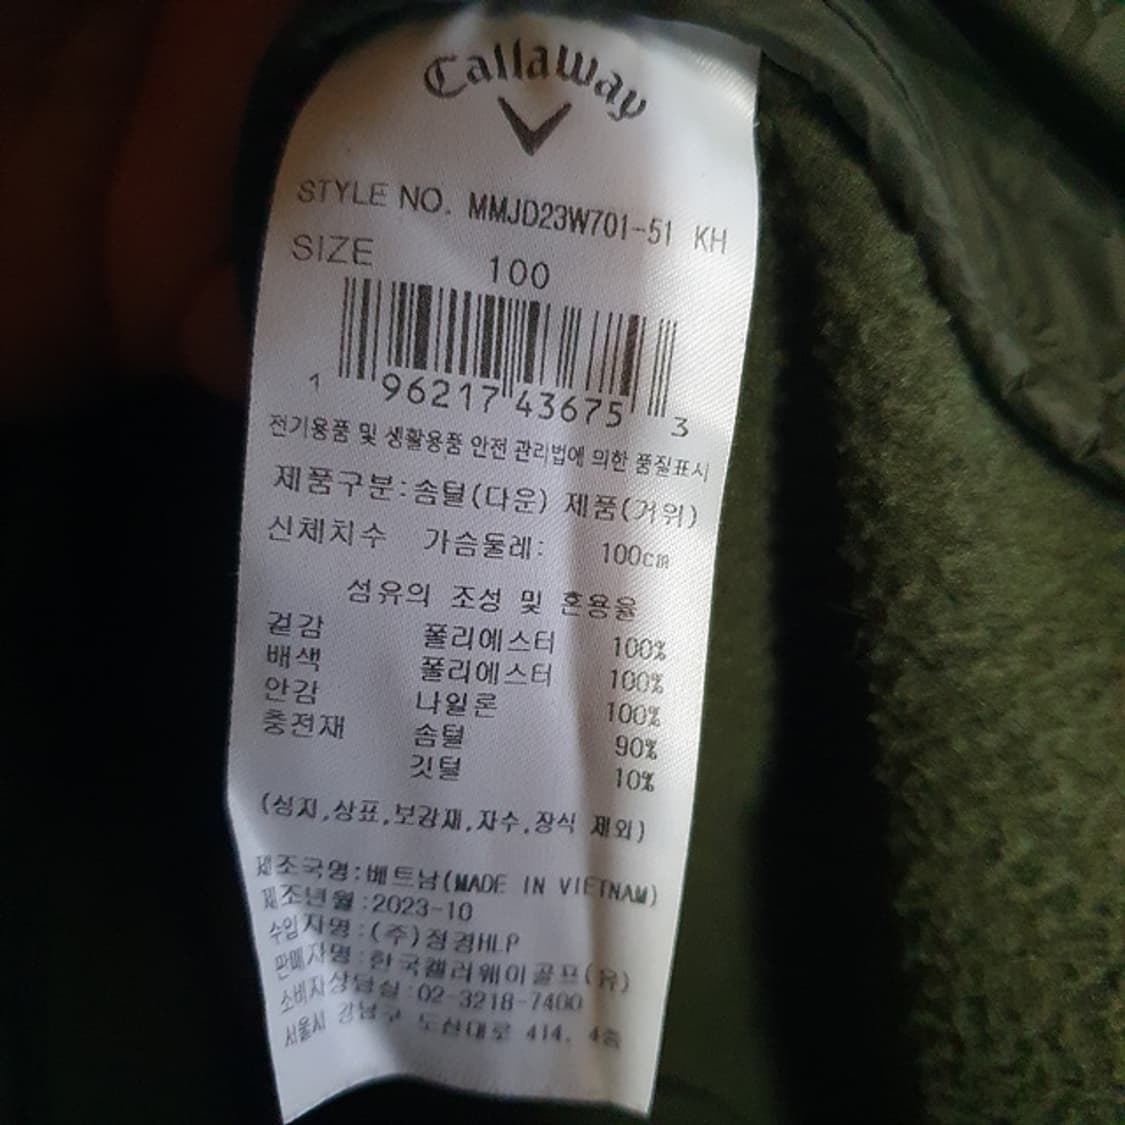 Callaway
STYLE NO. MMJD23W701-51 KH
SIZE 100
1 96217 43675 3
전기용품 및 생활용품 안전 관리법에 의한 품질표시
제품구분:솜털(다운) 제품(거위)
신체치수 가슴둘레: 100cm
섬유의 조성 및 혼용율
겉감 폴리에스터 100%
배색 폴리에스터 100%
안감 나일론 100%
충전재 솜털 90%
깃털 10%
(심지,상표,보강재,자수,장식 제외)
제조국명:베트남(MADE IN VIETNAM)
제조년월:2023-10
수입자명:(주)정경HLP
판매자명:한국캘러웨이골프(유)
소비자상담실:02-3218-7400
서울시 강남구 도산대로 414, 4층